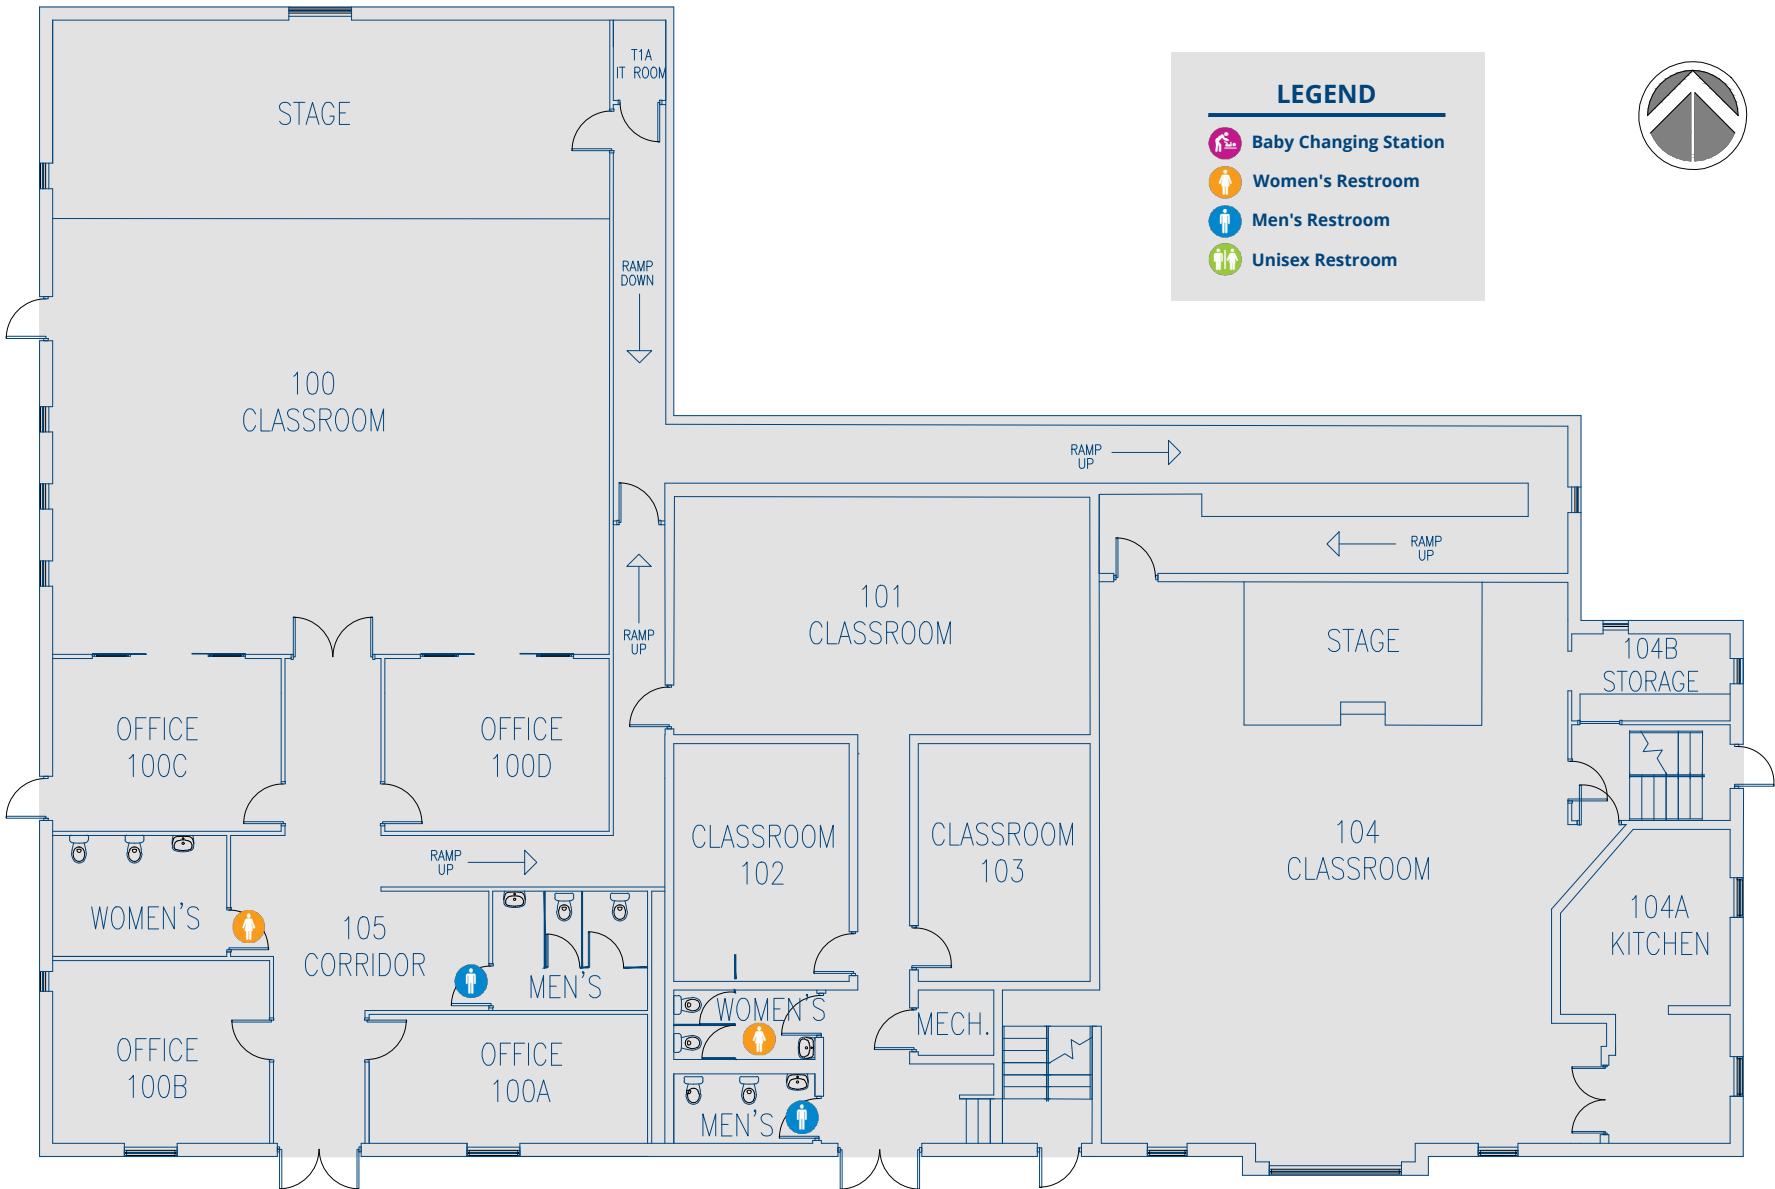 T1A
IT ROOM
STAGE
LEGEND
Baby Changing Station
Women's Restroom
Men's Restroom
Unisex Restroom
RAMP
DOWN
100
CLASSROOM
RAMP
UP
RAMP
UP
101
CLASSROOM
RAMP
UP
STAGE
104B
STORAGE
OFFICE
100C
OFFICE
100D
CLASSROOM
102
CLASSROOM
103
104
CLASSROOM
RAMP
UP
WOMEN'S
105
CORRIDOR
MEN'S
104A
KITCHEN
WOMEN'S
MECH.
OFFICE
100B
OFFICE
100A
MEN'S